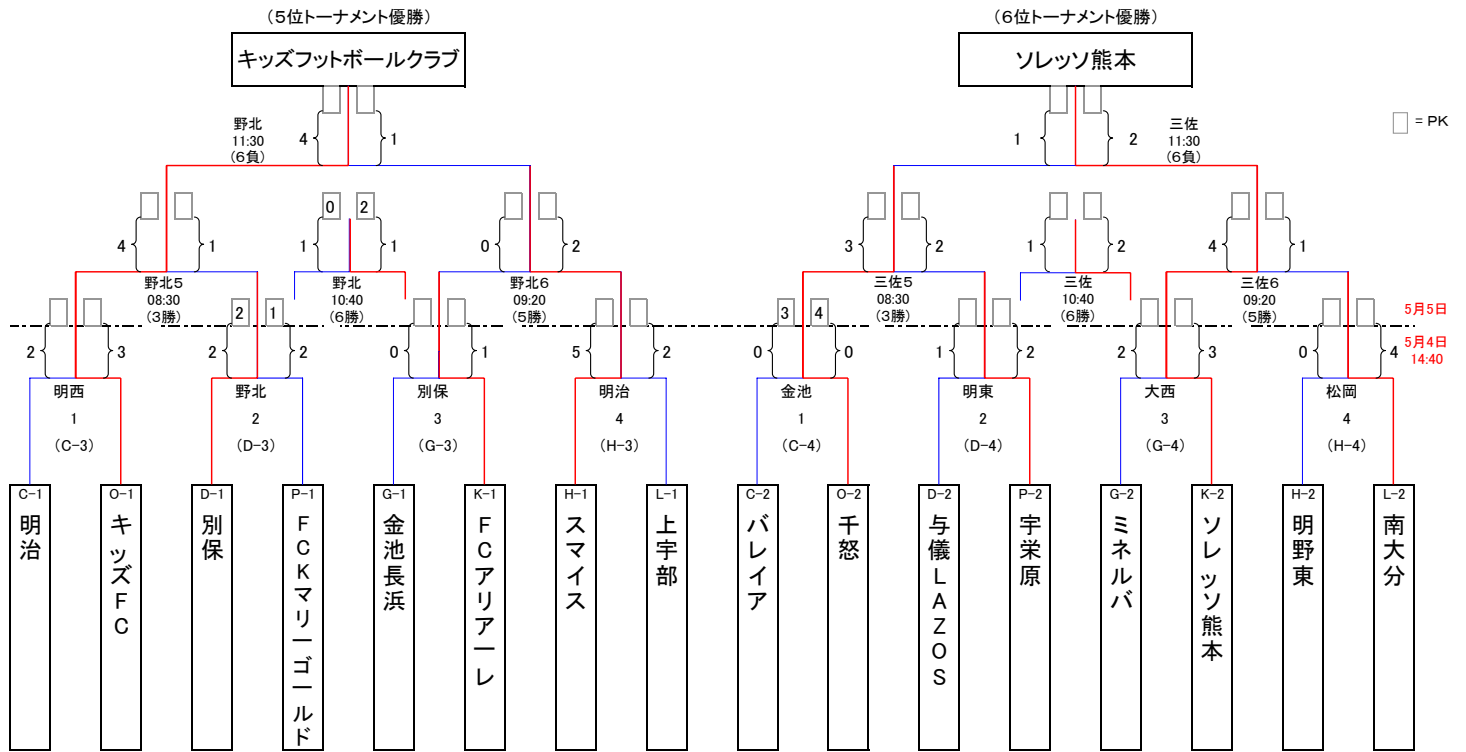 (5位トーナメント優勝)
(6位トーナメント優勝)
キッズフットボールクラブ
ソレッソ熊本
□ = PK
野北
11:30
(6負)
4
1
1
2
三佐
11:30
(6負)
0 2
4
1
1
1
0
2
3
2
1
2
4
1
野北5
08:30
(3勝)
野北
10:40
(6勝)
野北6
09:20
(5勝)
三佐5
08:30
(3勝)
三佐
10:40
(6勝)
三佐6
09:20
(5勝)
5月5日
2 1
3 4
5月4日
14:40
2
3
2
2
0
1
5
2
0
0
1
2
2
3
0
4
明西
1
(C-3)
野北
2
(D-3)
別保
3
(G-3)
明治
4
(H-3)
金池
1
(C-4)
明東
2
(D-4)
大西
3
(G-4)
松岡
4
(H-4)
C-1
明治
O-1
キッズFC
D-1
別保
P-1
FCKマリーゴールド
G-1
金池長浜
K-1
FCアリアーレ
H-1
スマイス
L-1
上宇部
C-2
バレイア
O-2
千怒
D-2
与儀LAZOS
P-2
宇栄原
G-2
ミネルバ
K-2
ソレッソ熊本
H-2
明野東
L-2
南大分